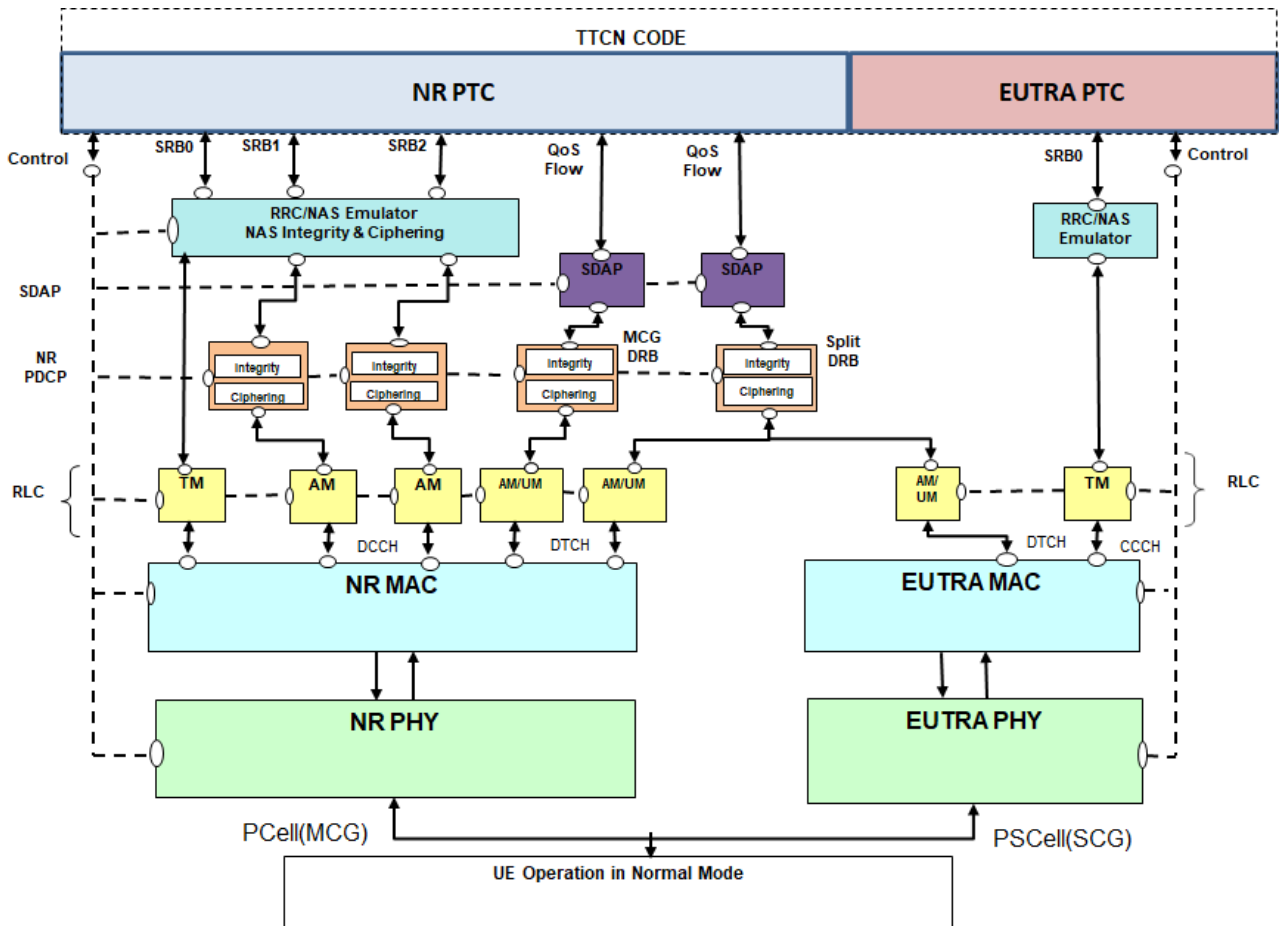 TTCN CODE
NR PTC
EUTRA PTC
Control
SRB0
SRB1
SRB2
QoS
Flow
QoS
Flow
SRB0
Control
RRC/NAS Emulator
NAS Integrity & Ciphering
RRC/NAS
Emulator
SDAP
SDAP
SDAP
NR
PDCP
Integrity
Ciphering
Integrity
Ciphering
MCG
DRB
Integrity
Ciphering
Split
DRB
Integrity
Ciphering
RLC
TM
AM
AM
AM/UM
AM/UM
AM/
UM
TM
RLC
DCCH
DTCH
DTCH
CCCH
NR MAC
EUTRA MAC
NR PHY
EUTRA PHY
PCell(MCG)
PSCell(SCG)
UE Operation in Normal Mode